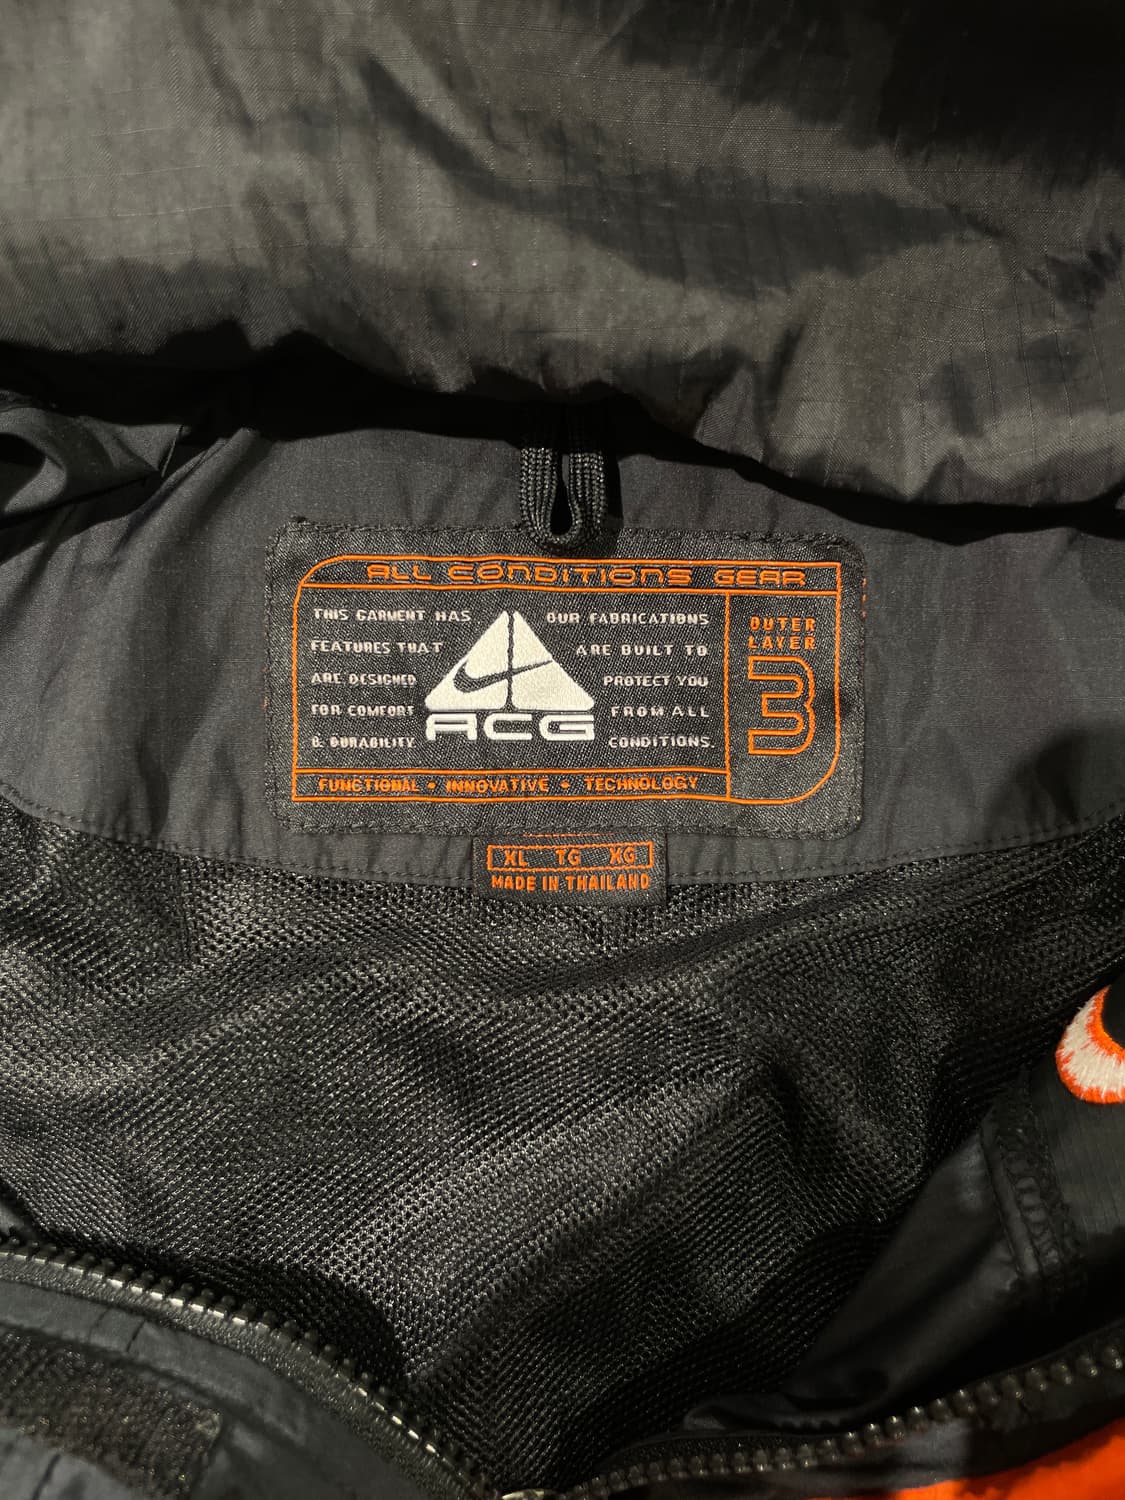 ALL CONDITIONS GEAR
THIS GARMENT HAS
FEATURES THAT
ARE DESIGNED
FOR COMFORT
& DURABILITY
ACG
OUR FABRICATIONS
ARE BUILT TO
PROTECT YOU
FROM ALL
CONDITIONS.
OUTER
LAYER
3
FUNCTIONAL • INNOVATIVE • TECHNOLOGY
XL TG XG
MADE IN THAILAND